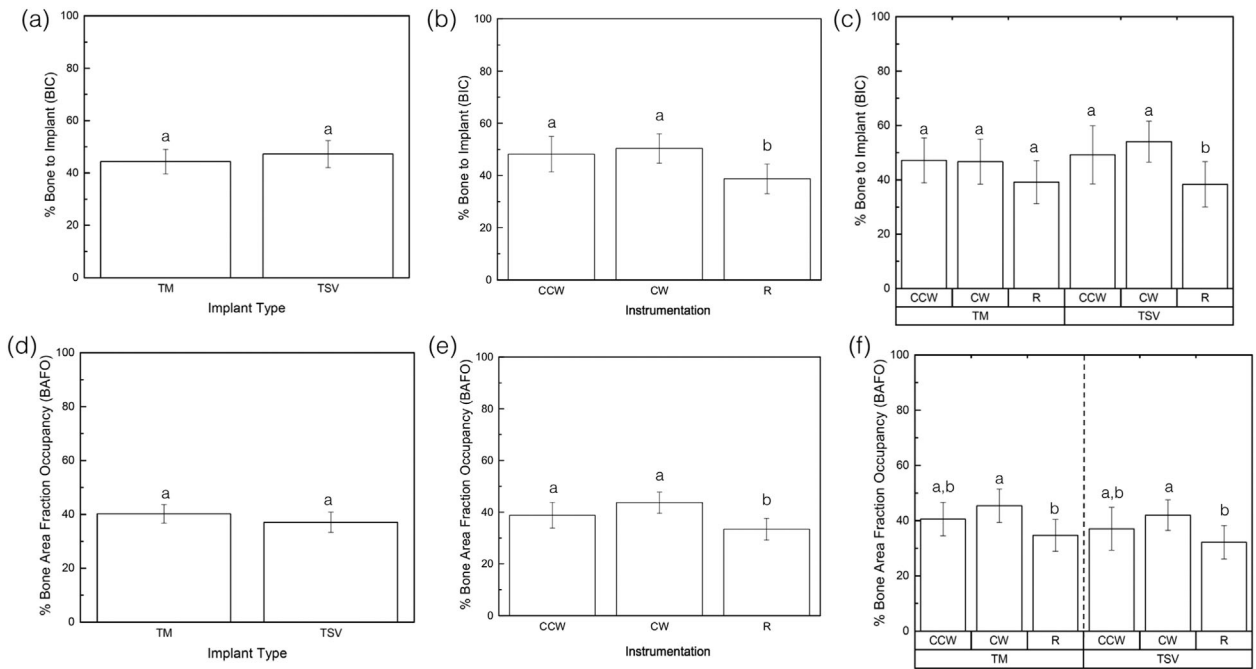 (a)
% Bone to Implant (BIC)
100
80
60
40
20
0
a
a
TM
TSV
Implant Type
(b)
% Bone to Implant (BIC)
100
80
60
40
20
0
a
a
b
CCW
CW
R
Instrumentation
(c)
% Bone to Implant (BIC)
100
80
60
40
20
0
a
a
a
a
a
b
CCW
CW
R
CCW
CW
R
TM
TSV
(d)
% Bone Area Fraction Occupancy (BAFO)
100
80
60
40
20
0
a
a
TM
TSV
Implant Type
(e)
% Bone Area Fraction Occupancy (BAFO)
100
80
60
40
20
0
a
a
b
CCW
CW
R
Instrumentation
(f)
% Bone Area Fraction Occupancy (BAFO)
100
80
60
40
20
0
a,b
a
b
a,b
a
b
CCW
CW
R
CCW
CW
R
TM
TSV